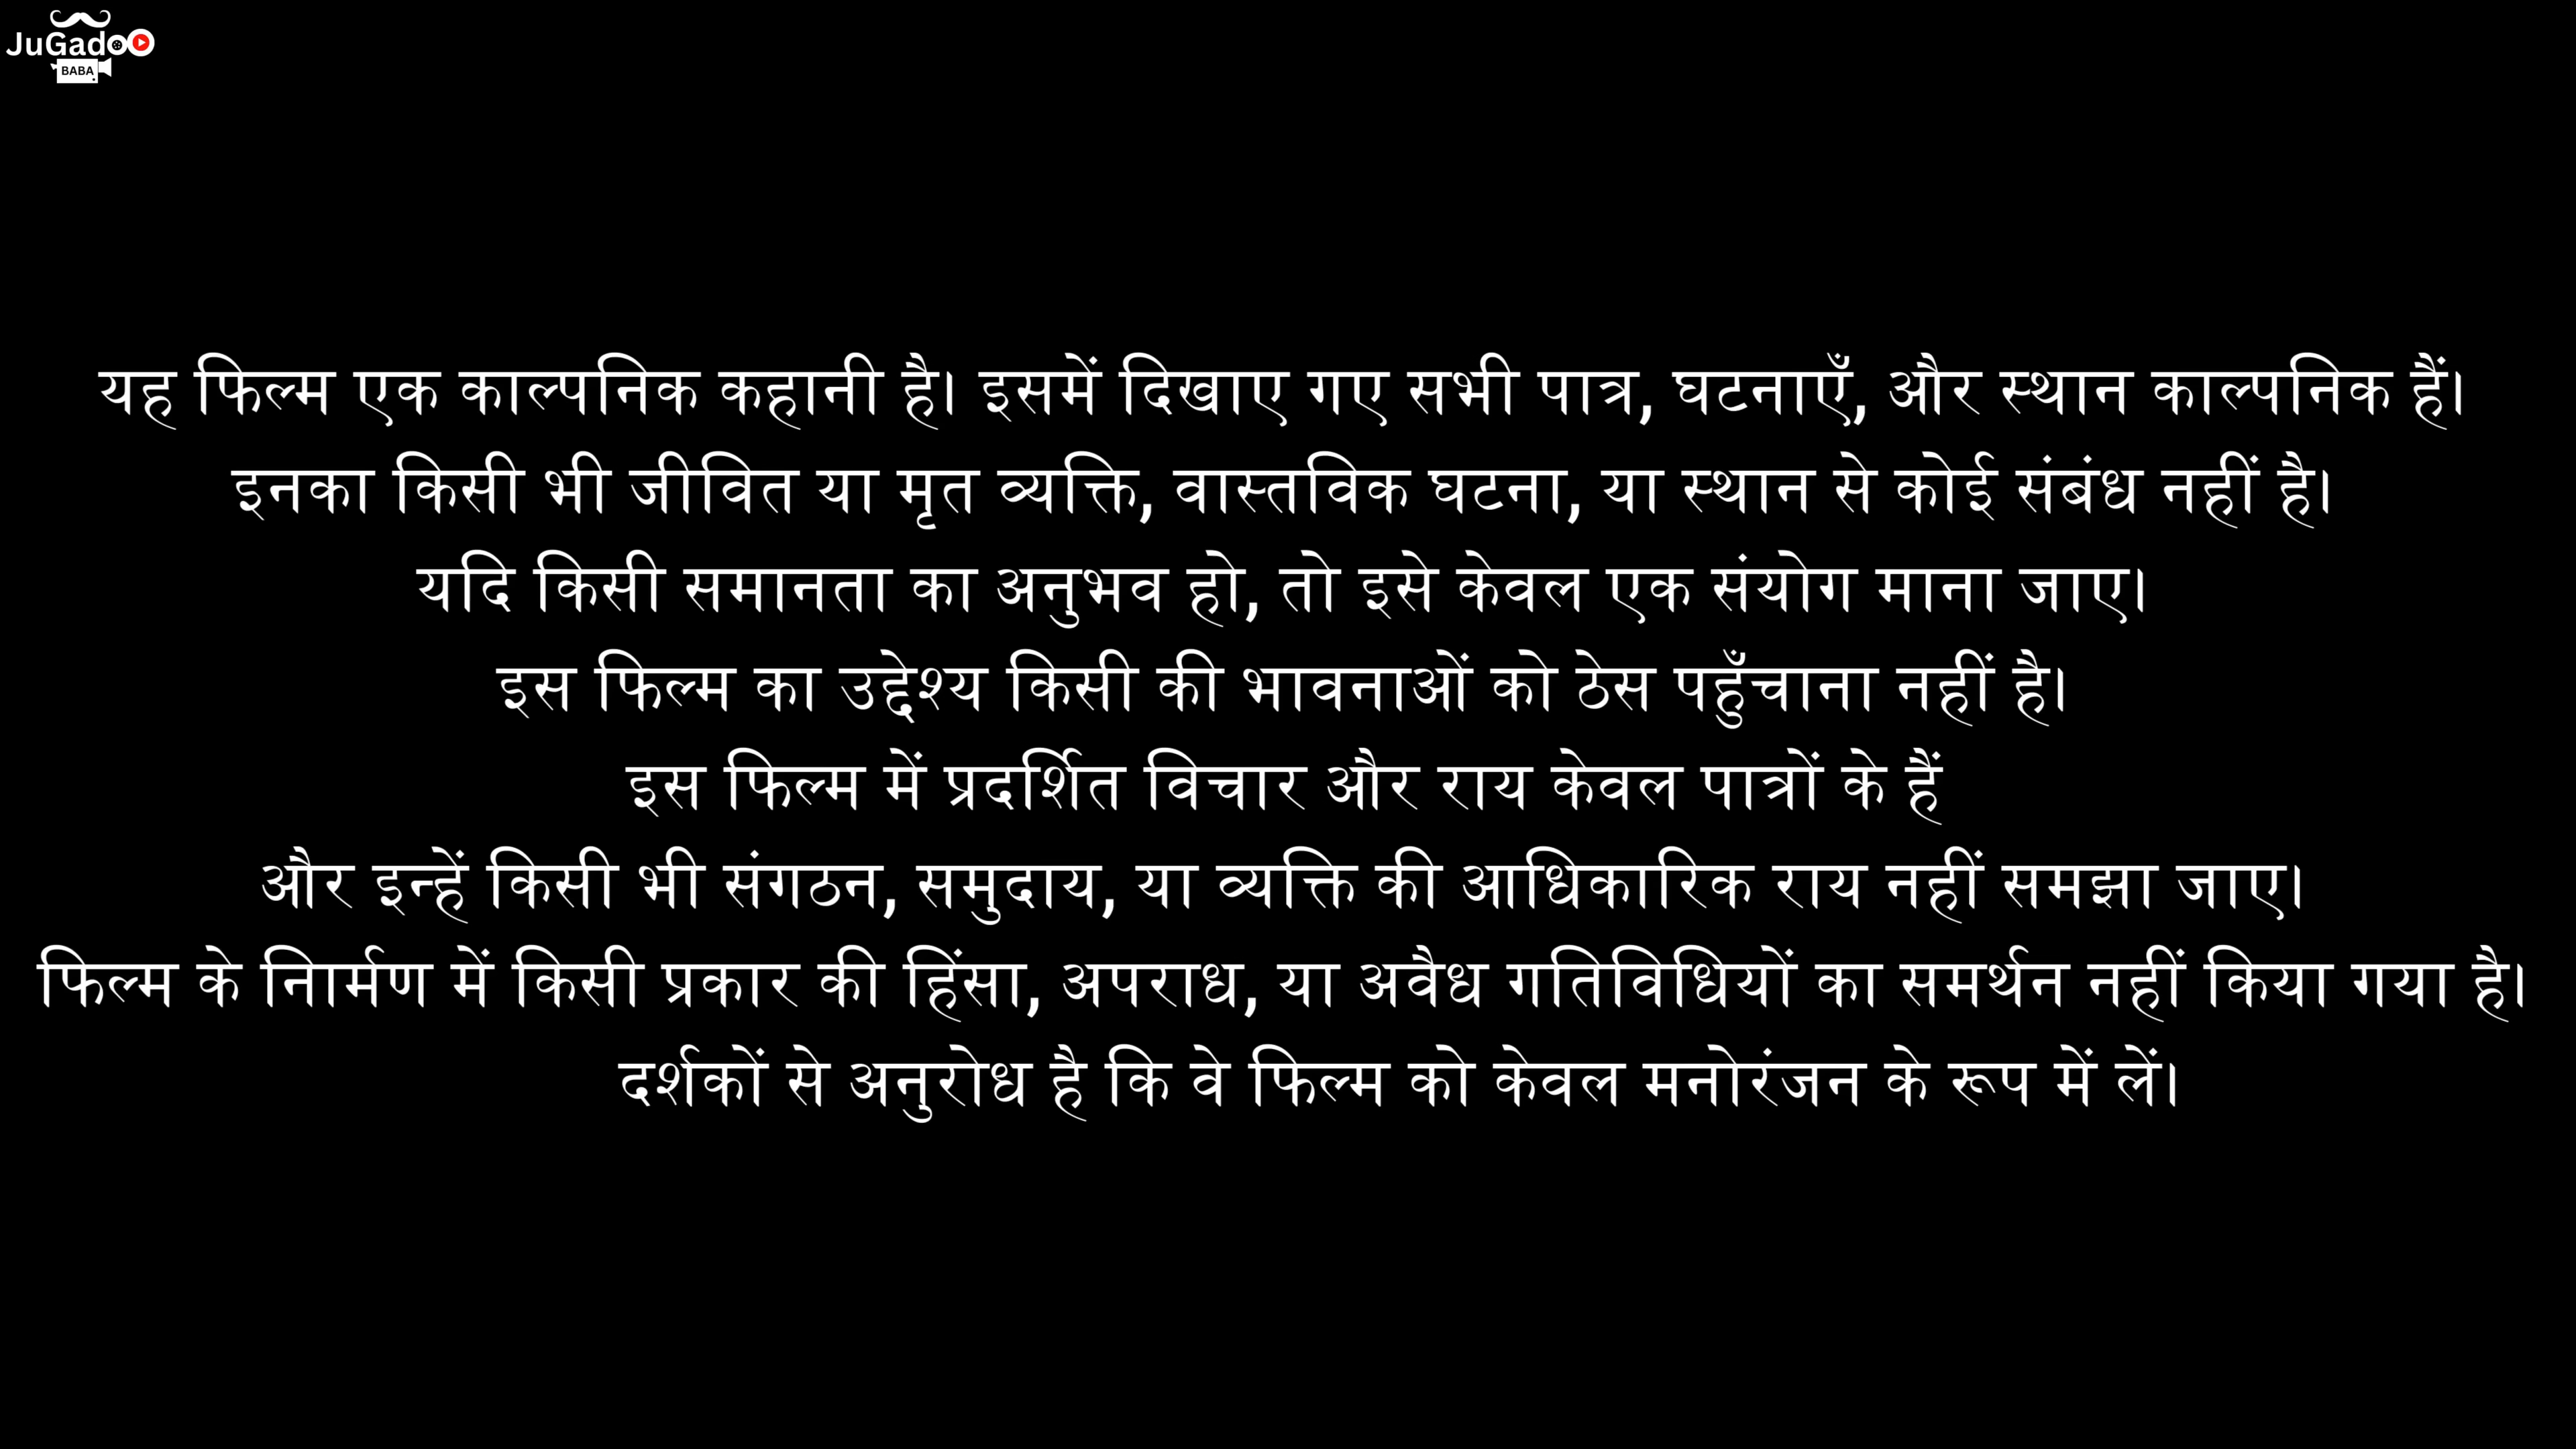 JuGadoo
BABA
यह फिल्म एक काल्पनिक कहानी है। इसमें दिखाए गए सभी पात्र, घटनाएँ, और स्थान काल्पनिक हैं।
इनका किसी भी जीवित या मृत व्यक्ति, वास्तविक घटना, या स्थान से कोई संबंध नहीं है।
यदि किसी समानता का अनुभव हो, तो इसे केवल एक संयोग माना जाए।
इस फिल्म का उद्देश्य किसी की भावनाओं को ठेस पहुँचाना नहीं है।
इस फिल्म में प्रदर्शित विचार और राय केवल पात्रों के हैं
और इन्हें किसी भी संगठन, समुदाय, या व्यक्ति की आधिकारिक राय नहीं समझा जाए।
फिल्म के निार्मण में किसी प्रकार की हिंसा, अपराध, या अवैध गतिविधियों का समर्थन नहीं किया गया है।
दर्शकों से अनुरोध है कि वे फिल्म को केवल मनोरंजन के रूप में लें।